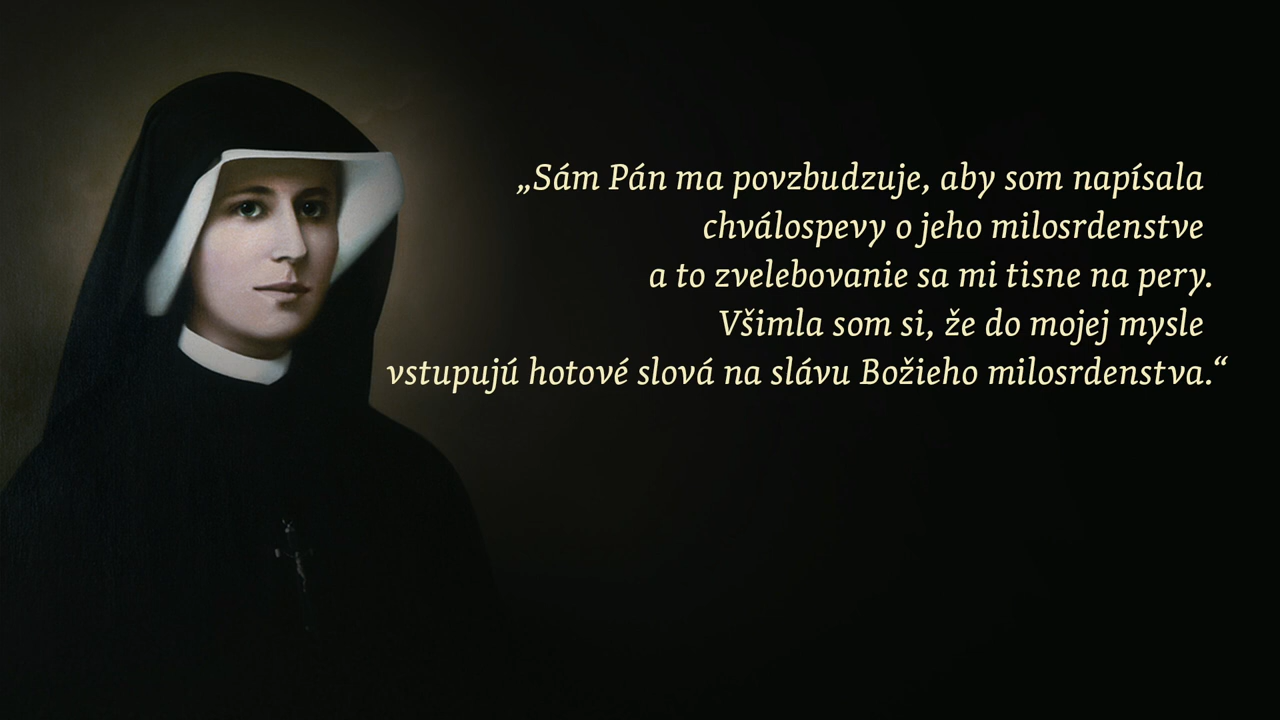 „Sám Pán ma povzbudzuje, aby som napísala
chválospevy o jeho milosrdenstve
a to zvelebovanie sa mi tisne na pery.
Všimla som si, že do mojej mysle
vstupujú hotové slová na slávu Božieho milosrdenstva.“